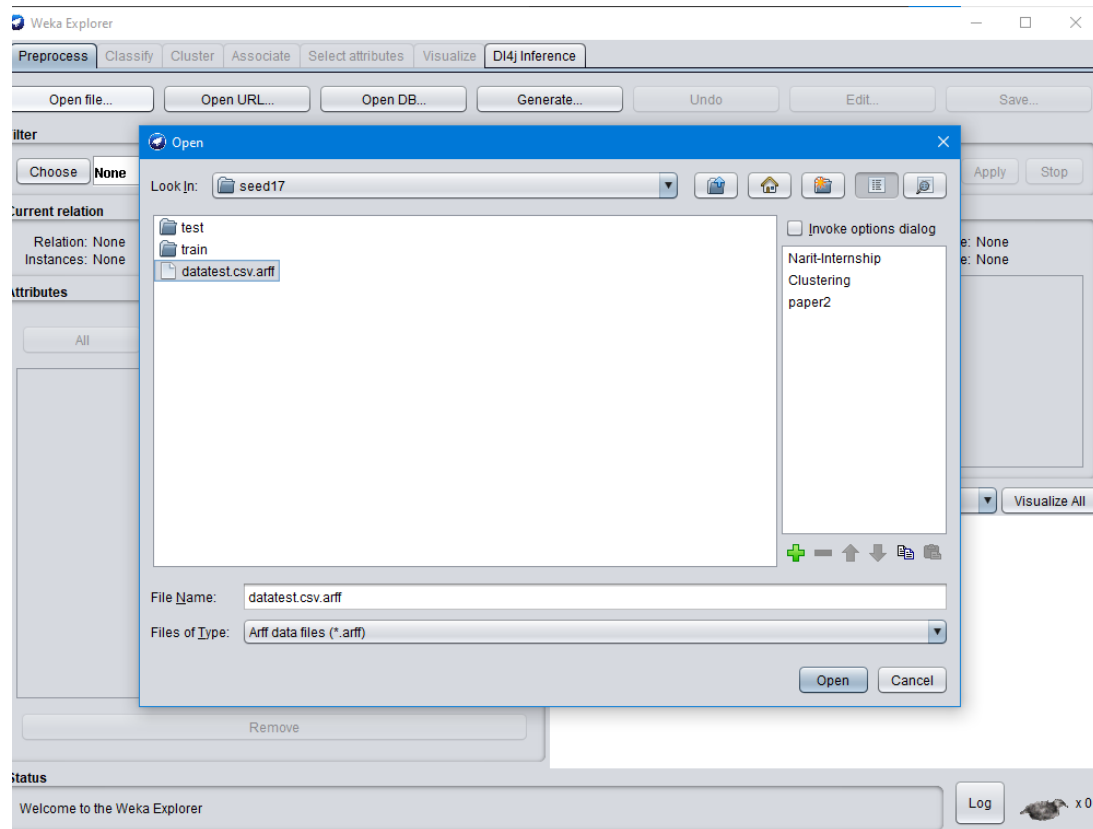 Weka Explorer
Preprocess Classify Cluster Associate Select attributes Visualize Dl4j Inference
Open file... Open URL... Open DB... Generate... Undo Edit... Save...
ilter
Choose None Apply Stop
Open
Look In: seed17
test
train
datatest.csv.arff
Invoke options dialog
Narit-Internship
Clustering
paper2
Current relation
Relation: None e: None
Instances: None e: None
Attributes
All
Visualize All
File Name: datatest.csv.arff
Files of Type: Arff data files (*.arff)
Open Cancel
Remove
Status
Welcome to the Weka Explorer
Log x 0